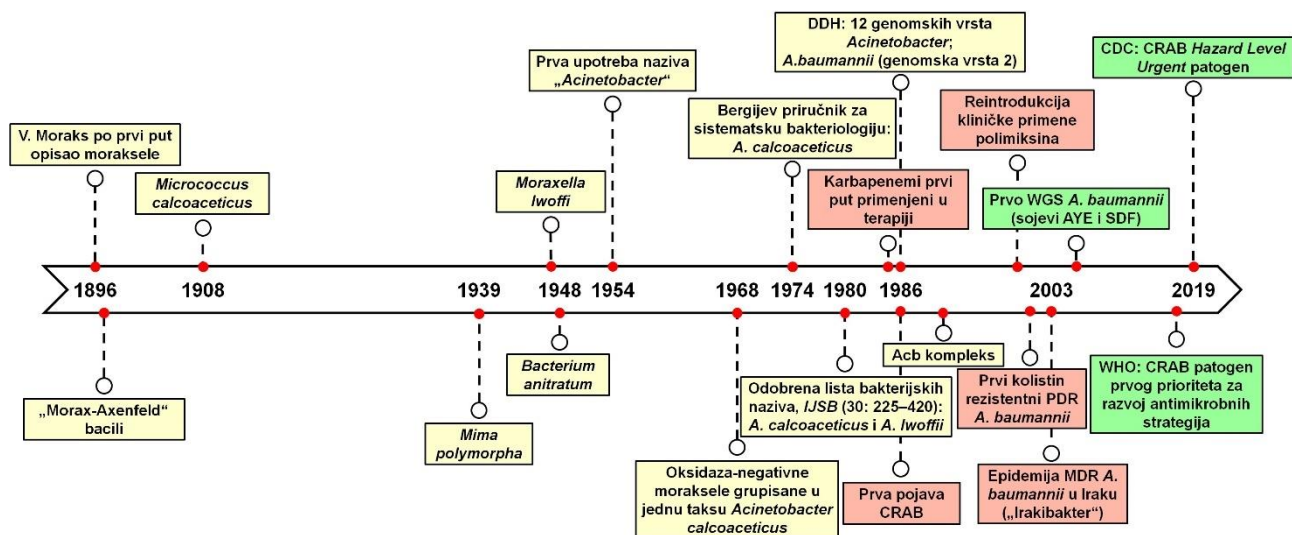 DDH: 12 genomskih vrsta
Acinetobacter;
A.baumannii (genomska vrsta 2)
CDC: CRAB Hazard Level
Urgent patogen
Prva upotreba naziva
„Acinetobacter“
Bergijev priručnik za
sistematsku bakteriologiju:
A. calcoaceticus
Reintrodukcija
kliničke primene
polimiksina
V. Moraks po prvi put
opisao moraksele
Micrococcus
calcoaceticus
Moraxella
lwoffi
Karbapenemi prvi
put primenjeni u
terapiji
Prvo WGS A. baumannii
(sojevi AYE i SDF)
1896 1908 1939 1948 1954 1968 1974 1980 1986 2003 2019
„Morax-Axenfeld“
bacili
Mima
polymorpha
Bacterium
anitratum
Oksidaza-negativne
moraksele grupisane u
jednu taksu Acinetobacter
calcoaceticus
Odobrena lista bakterijskih
naziva, IJSB (30: 225–420):
A. calcoaceticus i A. lwoffii
Prva pojava
CRAB
Acb kompleks
Prvi kolistin
rezistentni PDR
A. baumannii
Epidemija MDR A.
baumannii u Iraku
(„Irakibakter“)
WHO: CRAB patogen
prvog prioriteta za
razvoj antimikrobnih
strategija